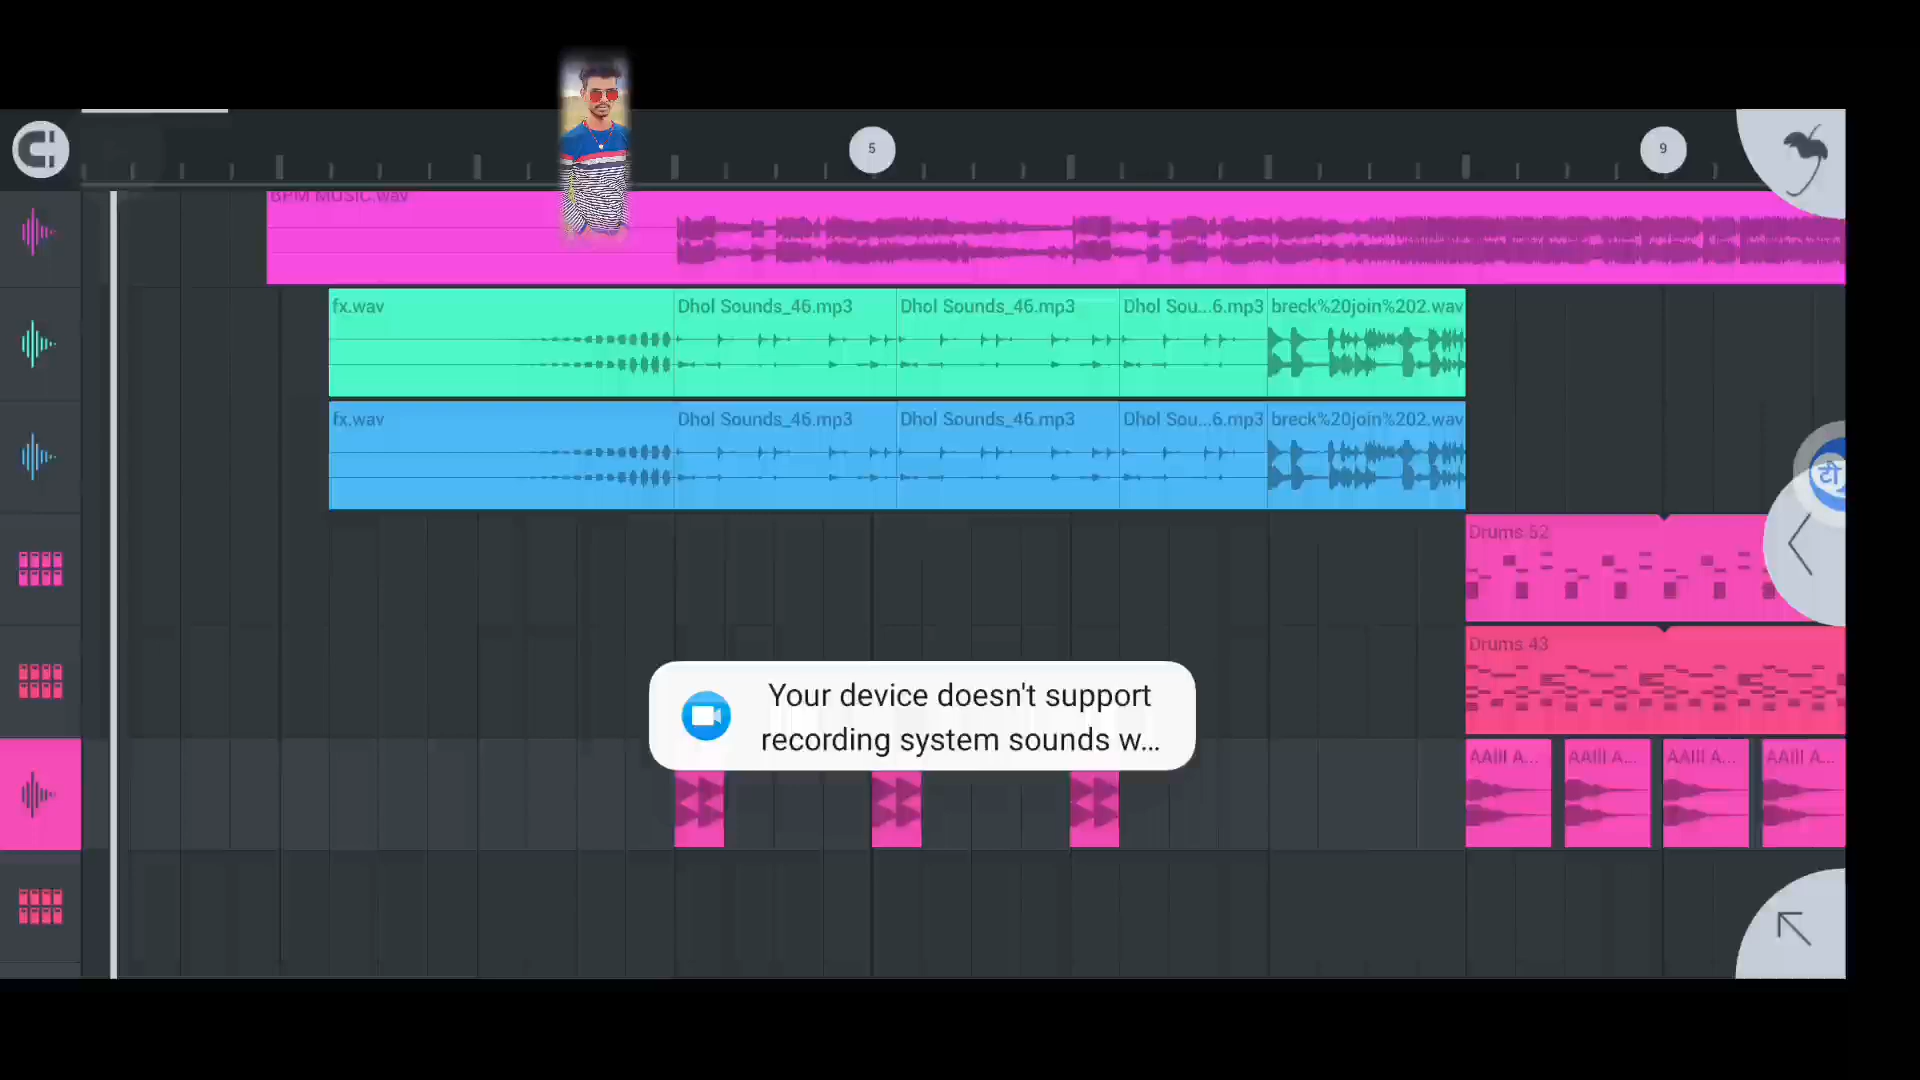 5
9
BPM MUSIC.wav
fx.wav
Dhol Sounds_46.mp3
Dhol Sounds_46.mp3
Dhol Sou...6.mp3
breck%20join%202.wav
fx.wav
Dhol Sounds_46.mp3
Dhol Sounds_46.mp3
Dhol Sou...6.mp3
breck%20join%202.wav
टी
Drums 52
Drums 43
Your device doesn't support
recording system sounds w...
AAlll A...
AAlll A...
AAlll A...
AAlll A...